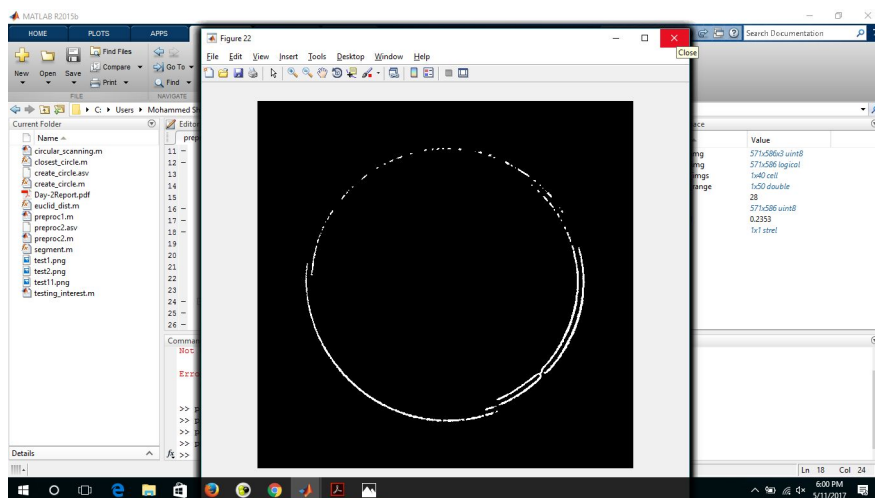 MATLAB R2015b
HOME PLOTS APPS
Search Documentation
New Open Save
Find Files
Compare
Print
Go To
Find
FILE NAVIGATE
C: Users
Current Folder
Name
circular_scanning.m
closest_circle.m
create_circle.asv
create_circle.m
Day-2Report.pdf
euclid_dist.m
preproc1.m
preproc2.asv
preproc2.m
segment.m
test1.png
test2.png
test11.png
testing_interest.m
Details
Editor
prep
11
12
13
14
15
16
17
18
19
20
21
22
23
24
25
26
Not
>>
>>
>>
>>
>>
Figure 22
Close
File Edit View Insert Tools Desktop Window Help
Value
571x586x3 uint8
571x586 logical
1x40 cell
1x50 double
28
571x586 uint8
0.2353
1x1 strel
Ln 18 Col 24
6:00 PM
5/11/2017